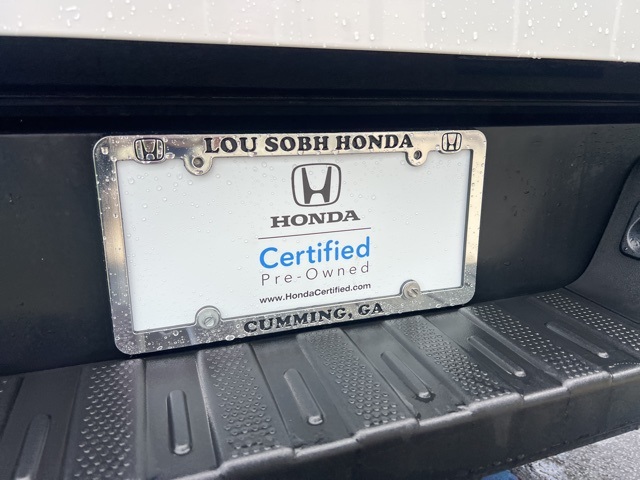 LOU SOBH HONDA
HONDA
Certified
Pre-Owned
www.HondaCertified.com
CUMMING, GA